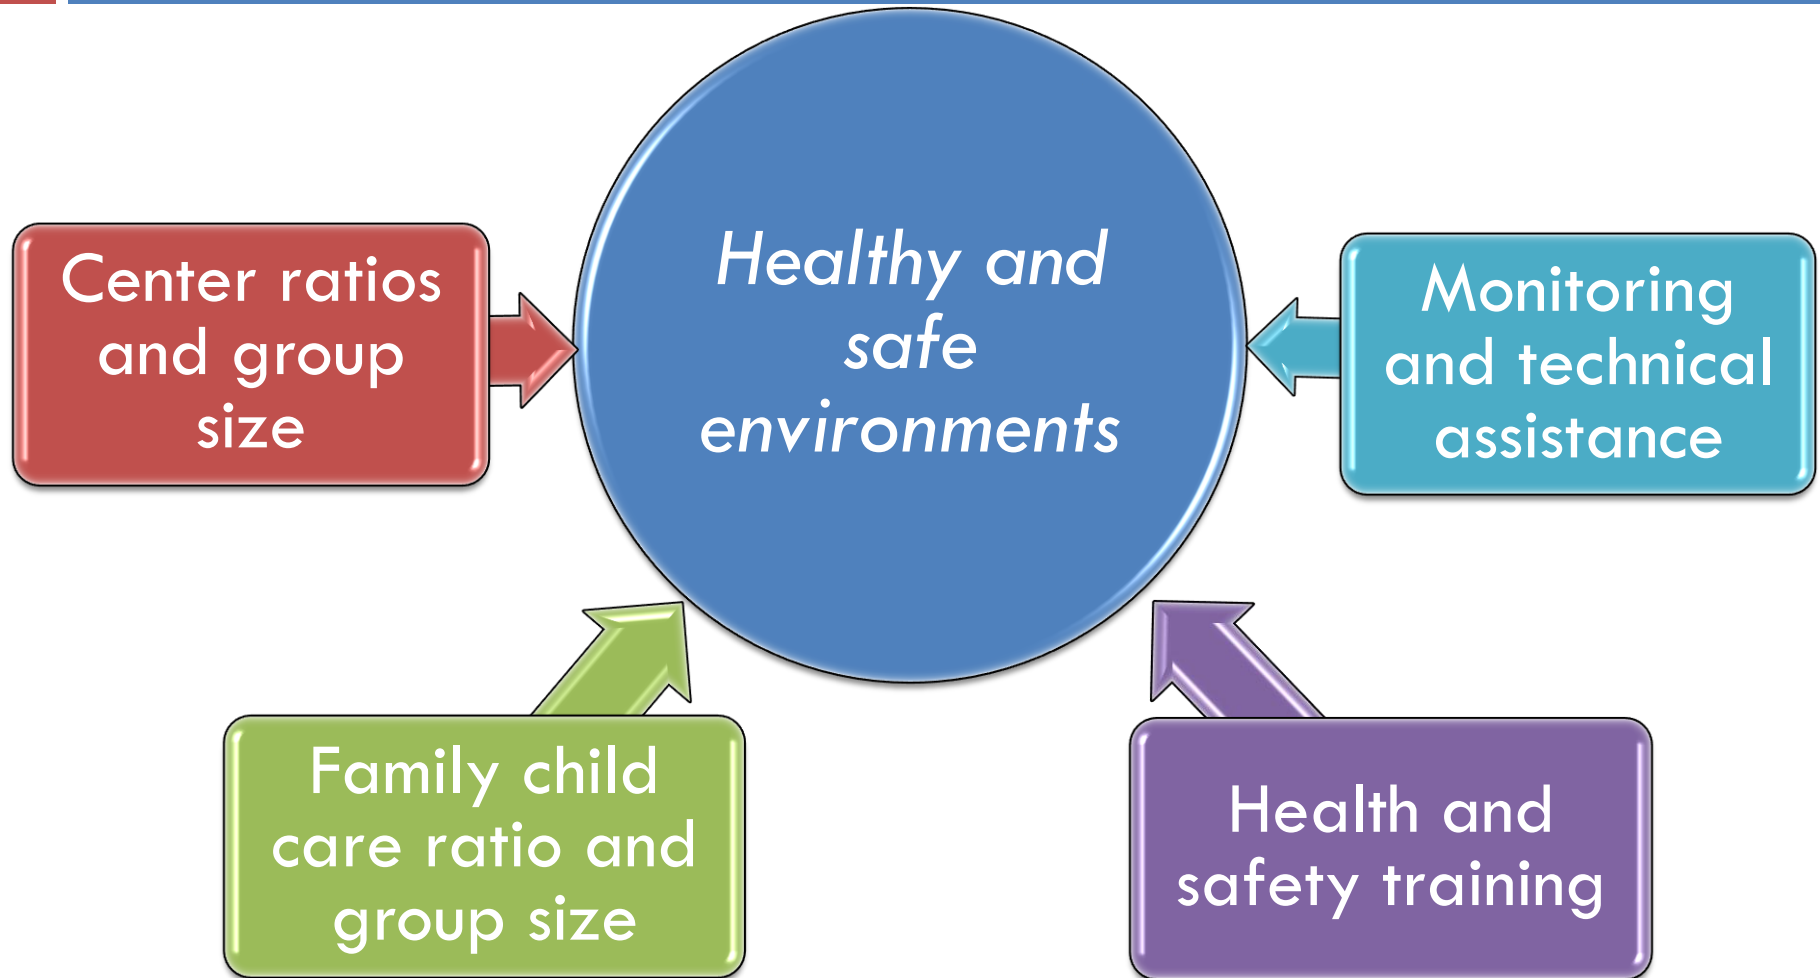 Healthy and
safe
environments
Center ratios
and group
size
Monitoring
and technical
assistance
Family child
care ratio and
group size
Health and
safety training